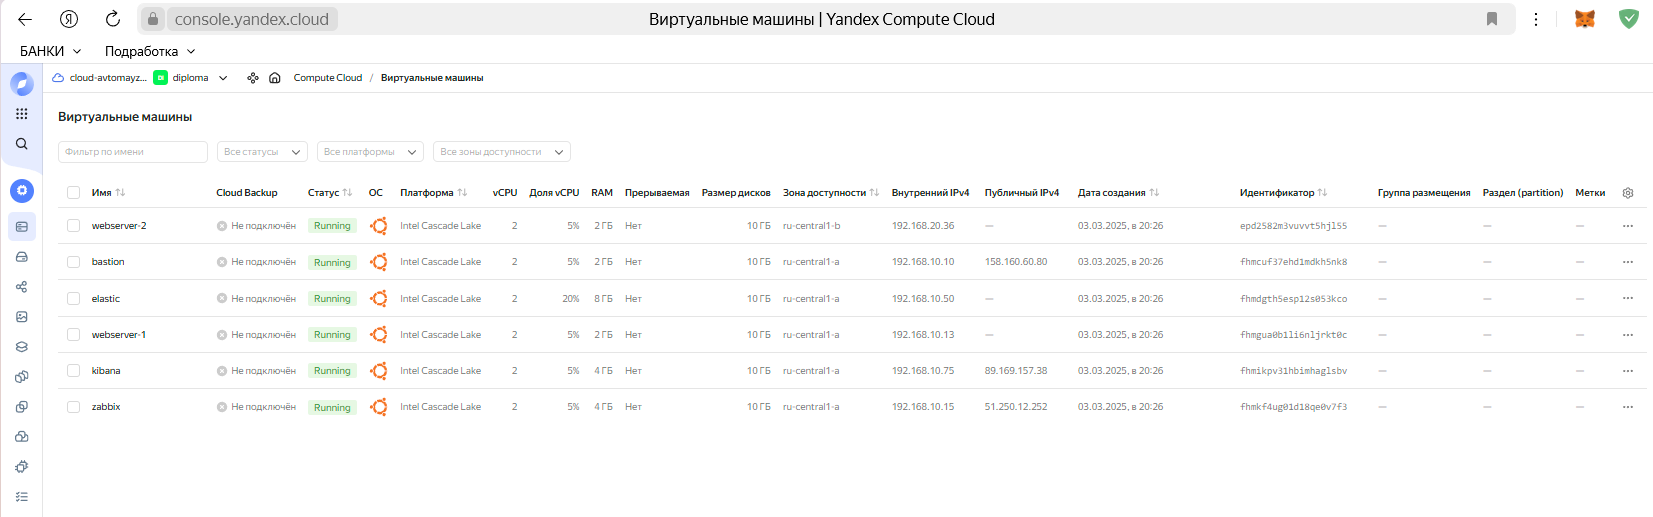 console.yandex.cloud Виртуальные машины | Yandex Compute Cloud
БАНКИ Подработка
cloud-avtomayz... diploma Compute Cloud / Виртуальные машины
Виртуальные машины
Фильтр по имени Все статусы Все платформы Все зоны доступности
Имя Cloud Backup Статус ОС Платформа vCPU Доля vCPU RAM Прерываемая Размер дисков Зона доступности Внутренний IPv4 Публичный IPv4 Дата создания Идентификатор Группа размещения Раздел (partition) Метки
webserver-2 Не подключён Running Intel Cascade Lake 2 5% 2 ГБ Нет 10 ГБ ru-central1-b 192.168.20.36 — 03.03.2025, в 20:26 epd2582m3vuvvt5hjl55 — — —
bastion Не подключён Running Intel Cascade Lake 2 5% 2 ГБ Нет 10 ГБ ru-central1-a 192.168.10.10 158.160.60.80 03.03.2025, в 20:26 fhmcuf37ehd1mdkh5nk8 — — —
elastic Не подключён Running Intel Cascade Lake 2 20% 8 ГБ Нет 10 ГБ ru-central1-a 192.168.10.50 — 03.03.2025, в 20:26 fhmdgth5esp12s053kco — — —
webserver-1 Не подключён Running Intel Cascade Lake 2 5% 2 ГБ Нет 10 ГБ ru-central1-a 192.168.10.13 — 03.03.2025, в 20:26 fhmgua0b1li6nljrkt0c — — —
kibana Не подключён Running Intel Cascade Lake 2 5% 4 ГБ Нет 10 ГБ ru-central1-a 192.168.10.75 89.169.157.38 03.03.2025, в 20:26 fhmikpv31hbimhaglsbv — — —
zabbix Не подключён Running Intel Cascade Lake 2 5% 4 ГБ Нет 10 ГБ ru-central1-a 192.168.10.15 51.250.12.252 03.03.2025, в 20:26 fhmkf4ug01d18qe0v7f3 — — —